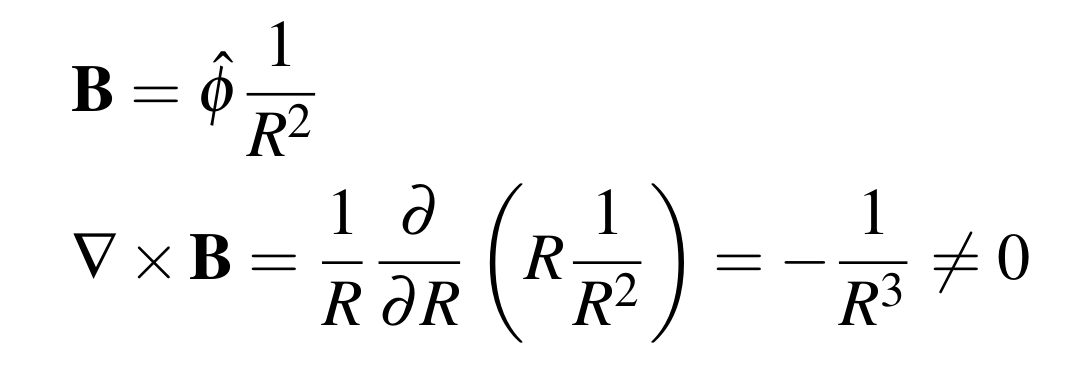 𝐁 = ϕ̂ 1/R²
∇ × 𝐁 = 1/R ∂/∂R (R 1/R²) = −1/R³ ≠ 0